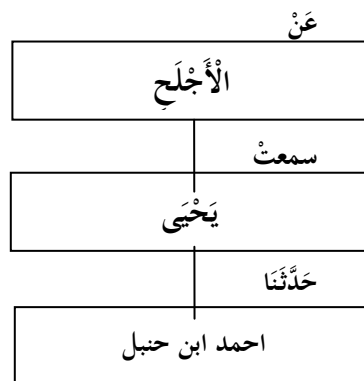 عَنْ
الْأَجْلَحِ
سمعتْ
يَحْيَى
حَدَّثَنَا
احمد ابن حنبل